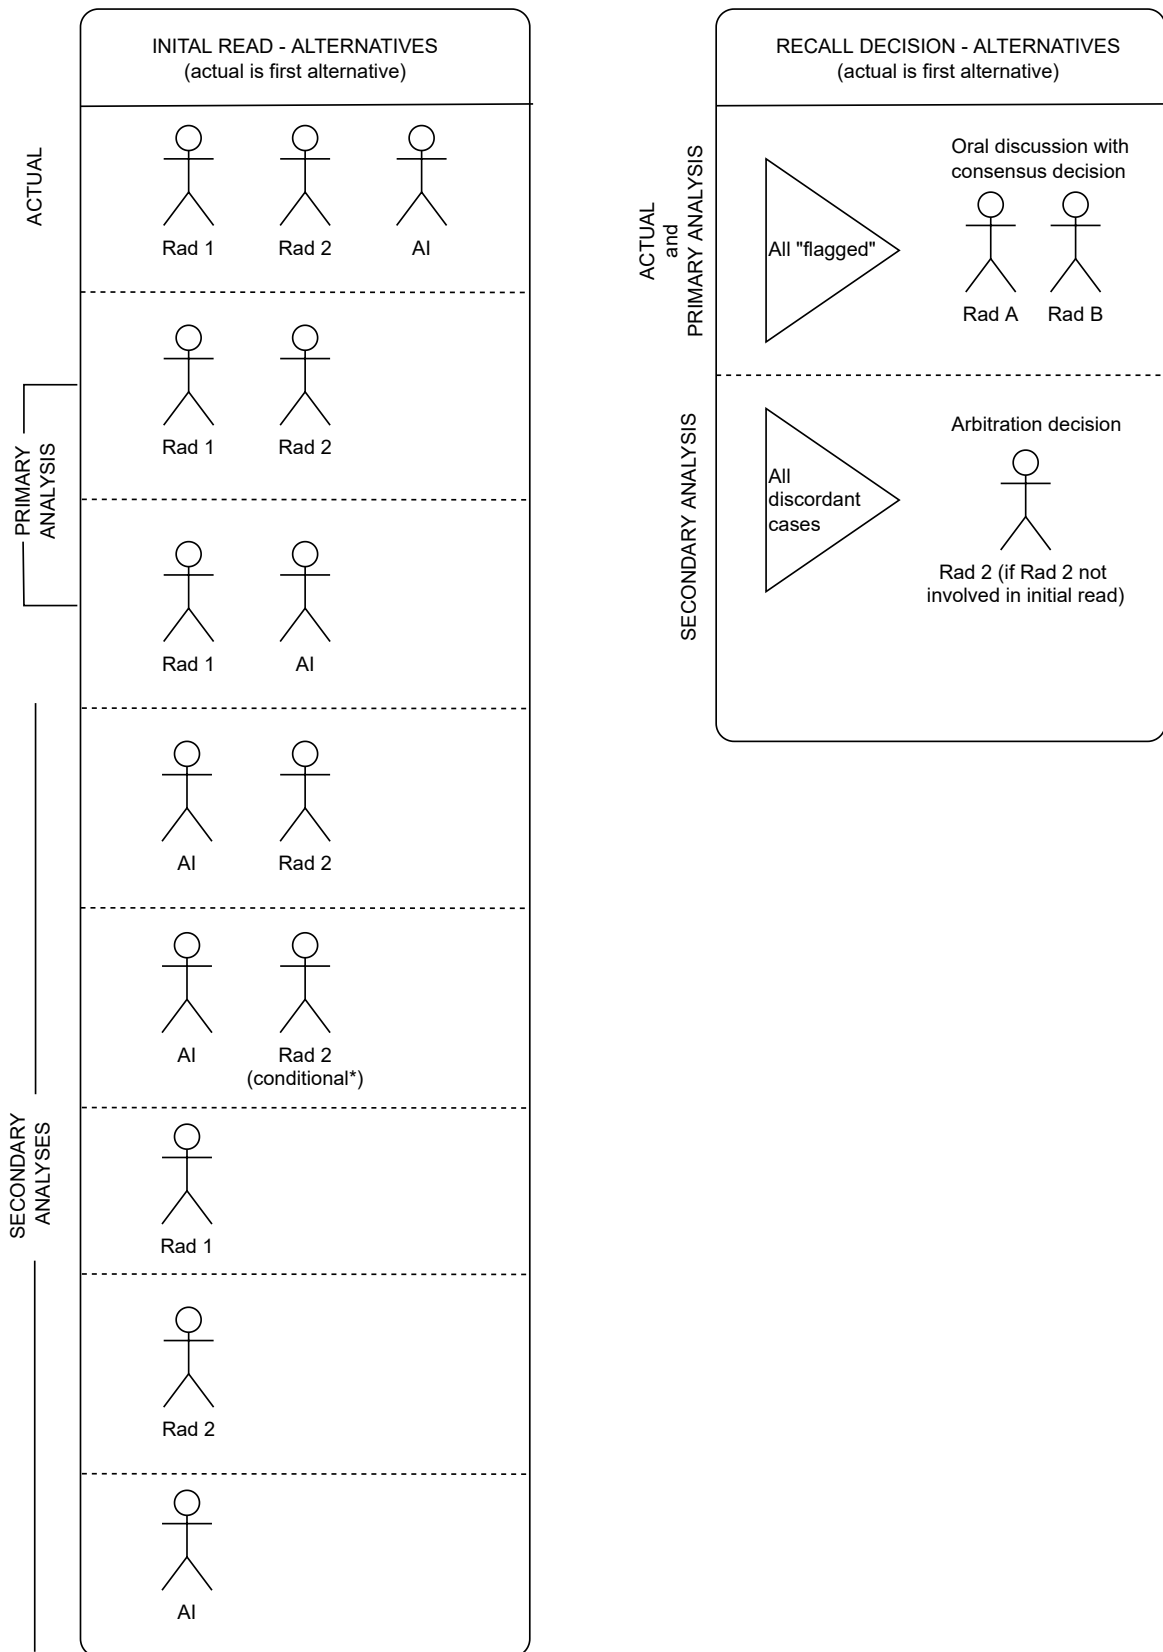 INITAL READ - ALTERNATIVES
(actual is first alternative)
ACTUAL
Rad 1
Rad 2
AI
PRIMARY
ANALYSIS
Rad 1
Rad 2
Rad 1
AI
SECONDARY
ANALYSES
AI
Rad 2
AI
Rad 2
(conditional*)
Rad 1
Rad 2
AI
RECALL DECISION - ALTERNATIVES
(actual is first alternative)
ACTUAL
and
PRIMARY ANALYSIS
All "flagged"
Oral discussion with
consensus decision
Rad A
Rad B
SECONDARY ANALYSIS
All
discordant
cases
Arbitration decision
Rad 2 (if Rad 2 not
involved in initial read)